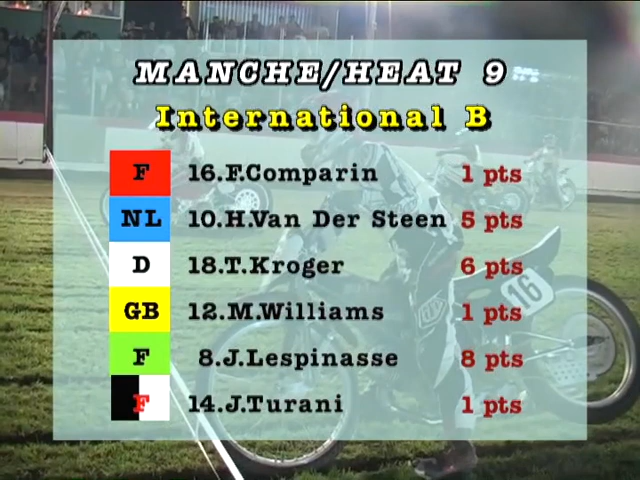 MANCHE/HEAT 9
International B
F 16.F.Comparin 1 pts
NL 10.H.Van Der Steen 5 pts
D 18.T.Kroger 6 pts
GB 12.M.Williams 1 pts
F 8.J.Lespinasse 8 pts
F 14.J.Turani 1 pts
16